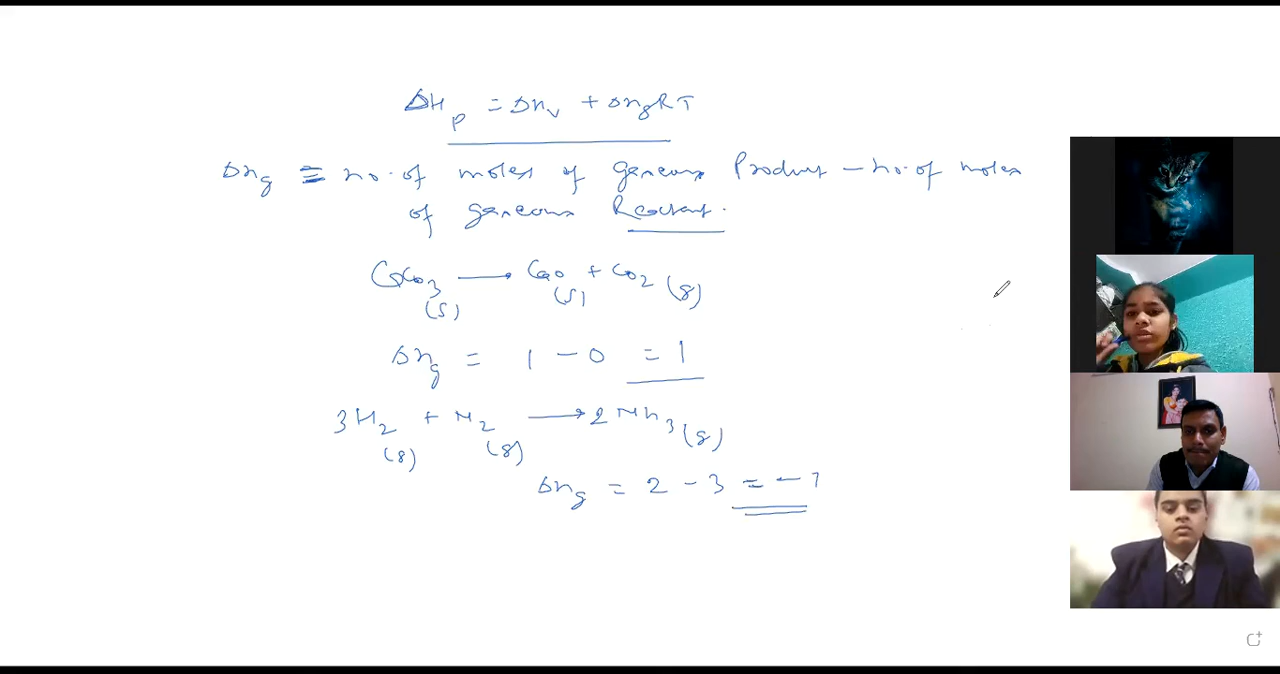 ΔH_P = ΔH_V + Δn_gRT
Δn_g = no. of moles of gaseous Product – no. of moles
of gaseous Reactant.
CaCO₃ (s) → CaO (s) + CO₂ (g)
Δn_g = 1 – 0 = 1
3H₂ (g) + N₂ (g) → 2NH₃ (g)
Δn_g = 2 – 3 = –1